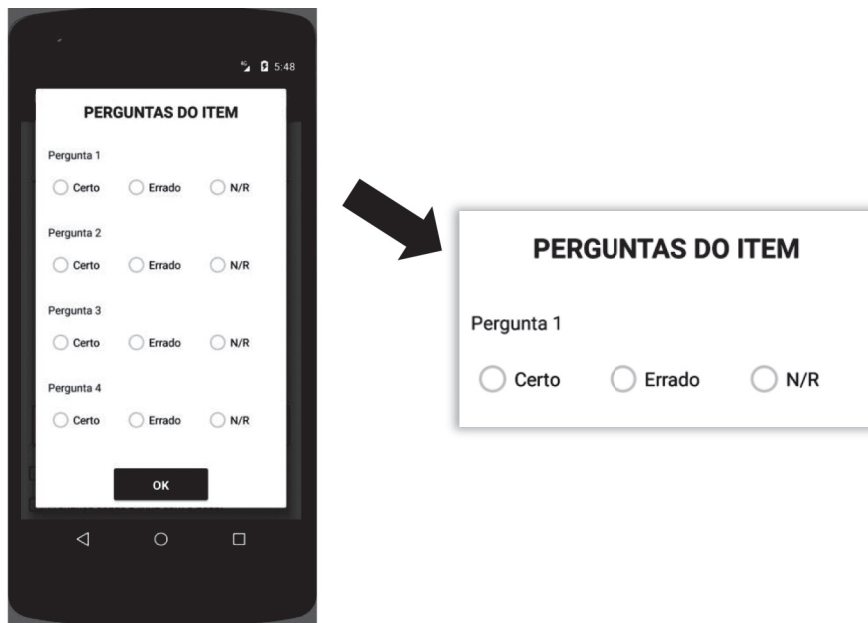 5:48
PERGUNTAS DO ITEM
Pergunta 1
Certo Errado N/R
Pergunta 2
Certo Errado N/R
Pergunta 3
Certo Errado N/R
Pergunta 4
Certo Errado N/R
OK
PERGUNTAS DO ITEM
Pergunta 1
Certo Errado N/R